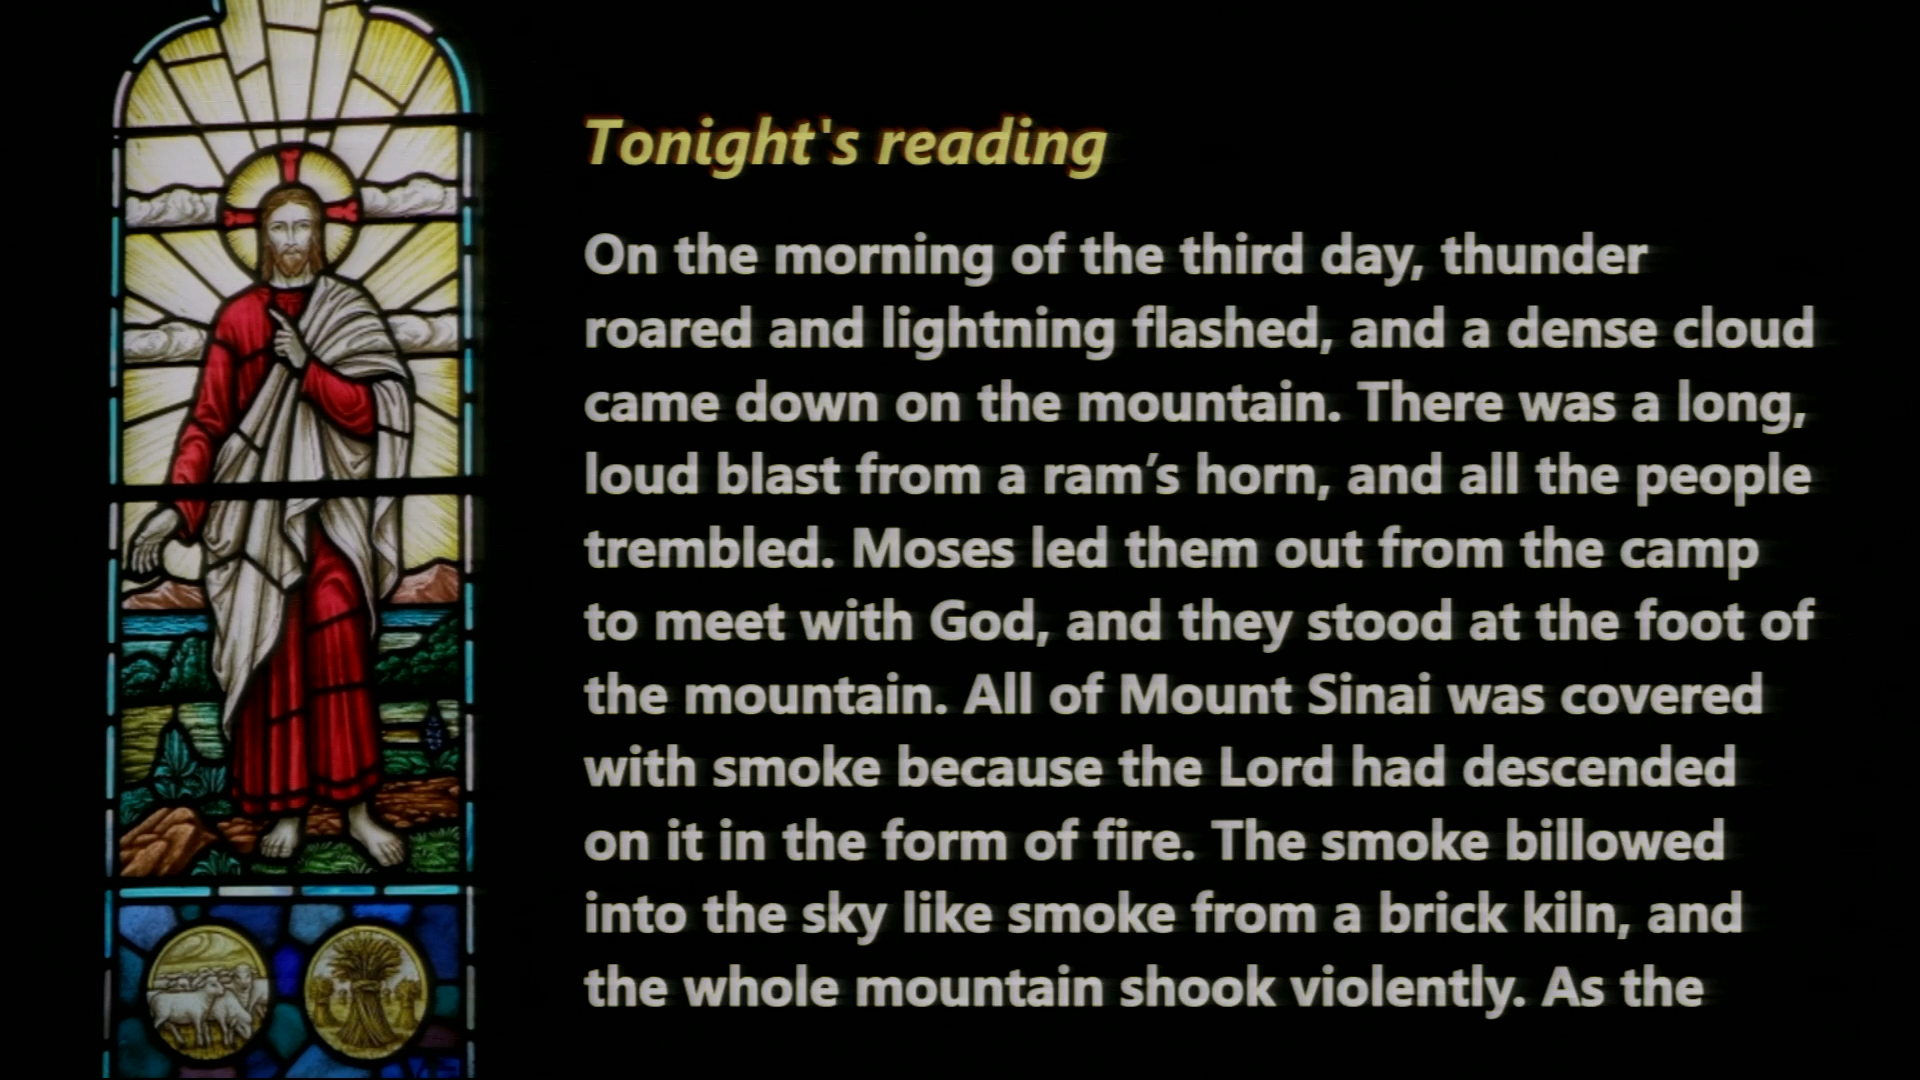 Tonight's reading
On the morning of the third day, thunder
roared and lightning flashed, and a dense cloud
came down on the mountain. There was a long,
loud blast from a ram’s horn, and all the people
trembled. Moses led them out from the camp
to meet with God, and they stood at the foot of
the mountain. All of Mount Sinai was covered
with smoke because the Lord had descended
on it in the form of fire. The smoke billowed
into the sky like smoke from a brick kiln, and
the whole mountain shook violently. As the